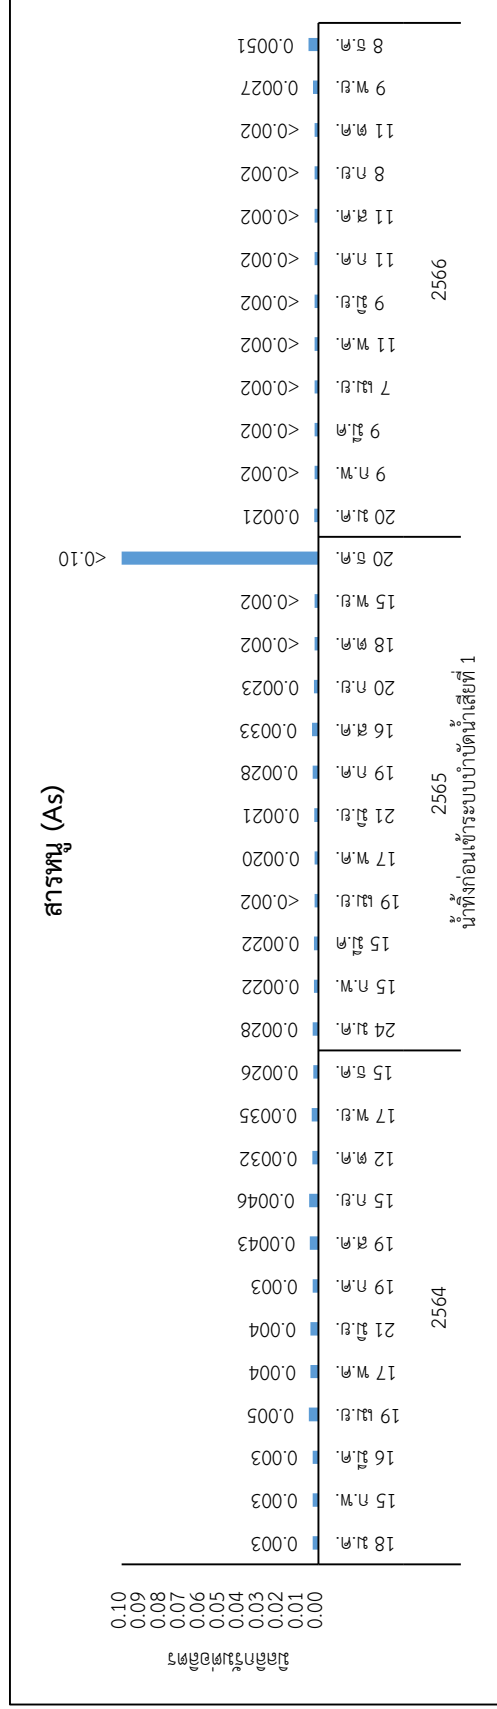 สารหนู (As)
มิลลิกรัมต่อลิตร
0.10
0.09
0.08
0.07
0.06
0.05
0.04
0.03
0.02
0.01
0.00
0.003
0.003
0.003
0.005
0.004
0.004
0.003
0.0043
0.0046
0.0032
0.0035
0.0026
0.0028
0.0022
0.0022
<0.002
0.0020
0.0021
0.0028
0.0033
0.0023
<0.002
<0.002
<0.10
0.0021
<0.002
<0.002
<0.002
<0.002
<0.002
<0.002
<0.002
<0.002
<0.002
0.0027
0.0051
18 ม.ค.
15 ก.พ.
16 มี.ค.
19 เม.ย.
17 พ.ค.
21 มิ.ย.
19 ก.ค.
19 ส.ค.
15 ก.ย.
12 ต.ค.
17 พ.ย.
15 ธ.ค.
24 ม.ค.
15 ก.พ.
15 มี.ค
19 เม.ย.
17 พ.ค.
21 มิ.ย.
19 ก.ค.
16 ส.ค.
20 ก.ย.
18 ต.ค.
15 พ.ย.
20 ธ.ค.
20 ม.ค.
9 ก.พ.
9 มี.ค
7 เม.ย.
11 พ.ค.
9 มิ.ย.
11 ก.ค.
11 ส.ค.
8 ก.ย.
11 ต.ค.
9 พ.ย.
8 ธ.ค.
2564
2565
2566
น้ำทิ้งก่อนเข้าระบบบำบัดน้ำเสียที่ 1